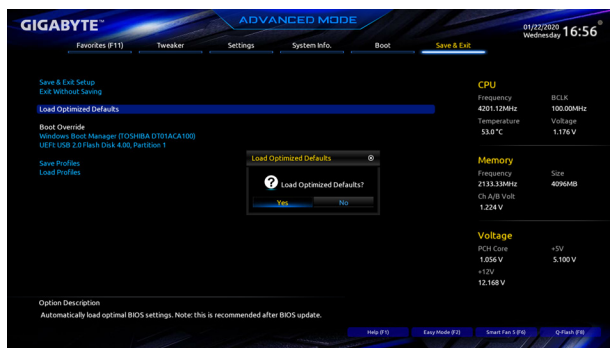 GIGABYTE™
ADVANCED MODE
01/22/2020
Wednesday 16:56
Favorites (F11) Tweaker Settings System Info. Boot Save & Exit
Save & Exit Setup
Exit Without Saving
Load Optimized Defaults
Boot Override
Windows Boot Manager (TOSHIBA DT01ACA100)
UEFI: USB 2.0 Flash Disk 4.00, Partition 1
Save Profiles
Load Profiles
Load Optimized Defaults
Load Optimized Defaults?
Yes No
CPU
Frequency BCLK
4201.12MHz 100.00MHz
Temperature Voltage
53.0 °C 1.176 V
Memory
Frequency Size
2133.33MHz 4096MB
Ch A/B Volt
1.224 V
Voltage
PCH Core +5V
1.056 V 5.100 V
+12V
12.168 V
Option Description
Automatically load optimal BIOS settings. Note: this is recommended after BIOS update.
Help (F1) Easy Mode (F2) Smart Fan 5 (F6) Q-Flash (F8)